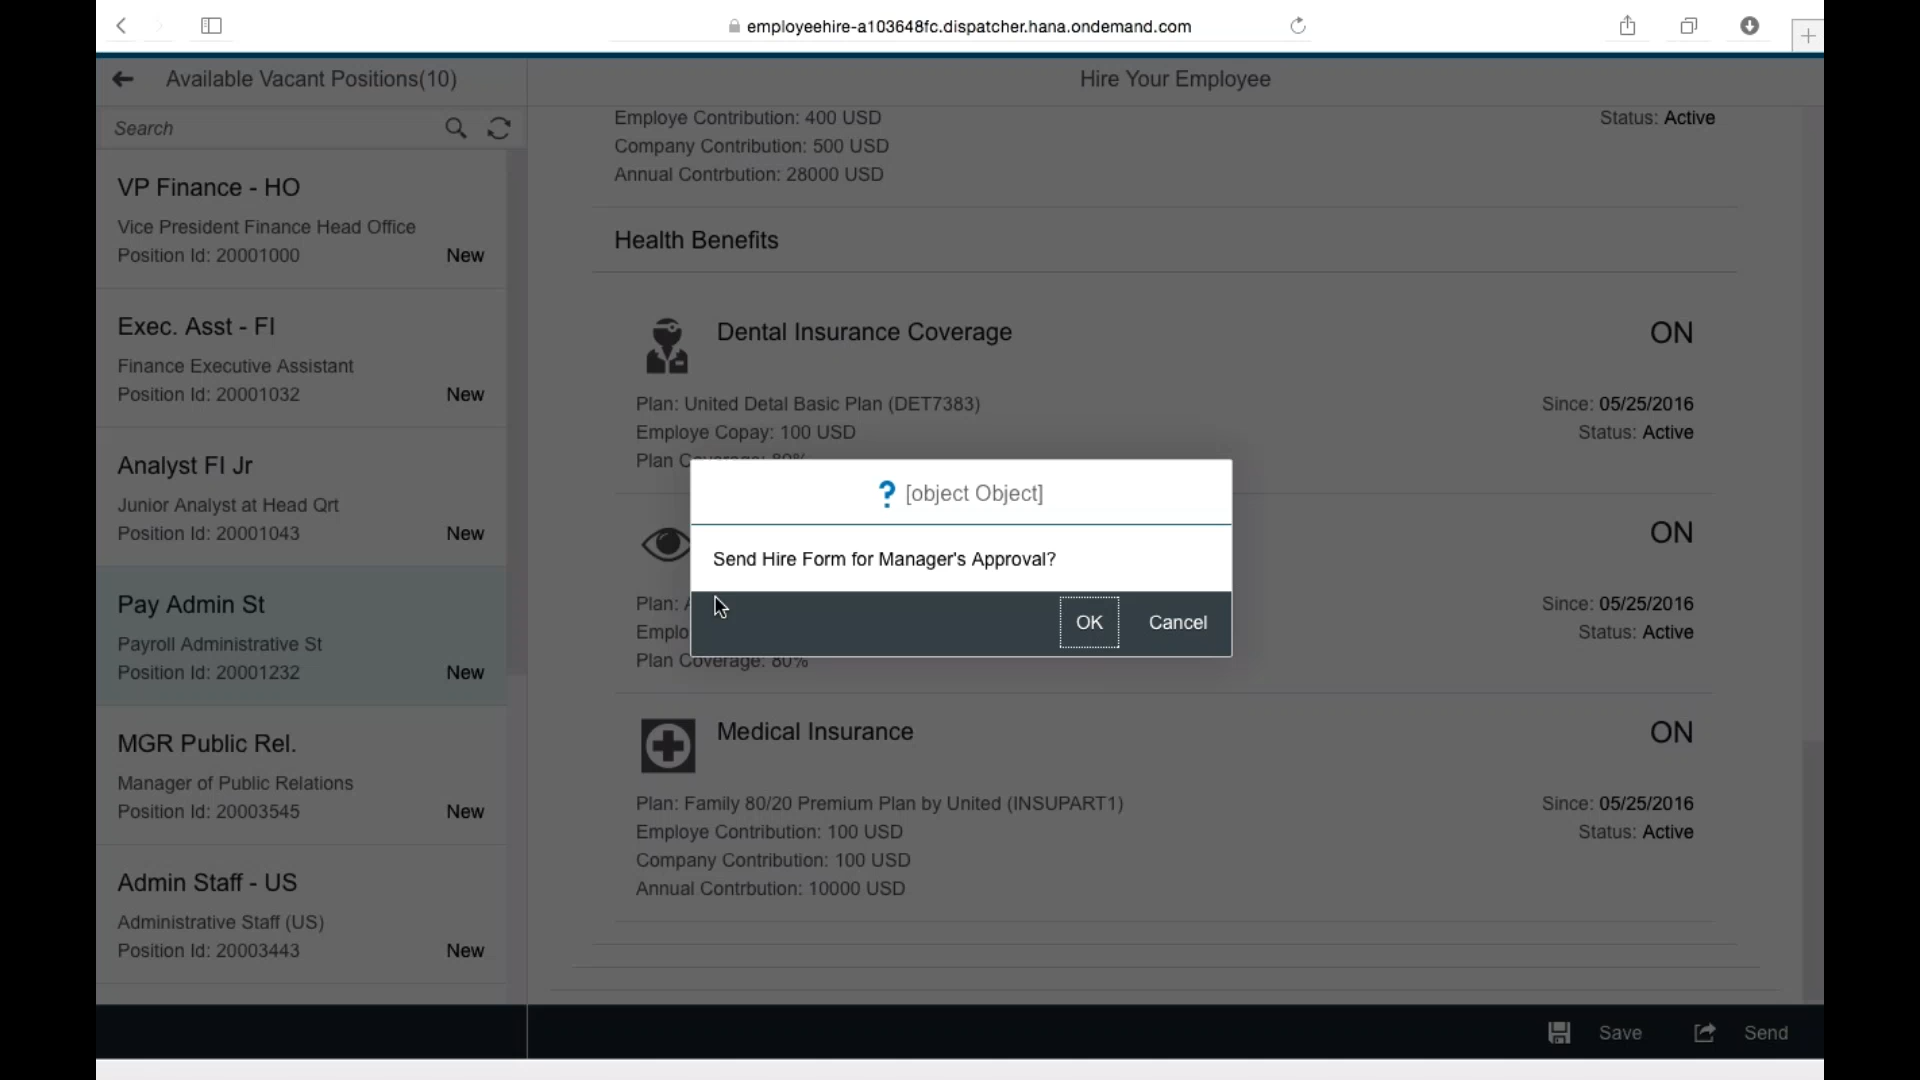 employeehire-a103648fc.dispatcher.hana.ondemand.com
Available Vacant Positions(10)
Hire Your Employee
Search
VP Finance - HO
Vice President Finance Head Office
Position Id: 20001000
New
Exec. Asst - FI
Finance Executive Assistant
Position Id: 20001032
New
Analyst FI Jr
Junior Analyst at Head Qrt
Position Id: 20001043
New
Pay Admin St
Payroll Administrative St
Position Id: 20001232
New
MGR Public Rel.
Manager of Public Relations
Position Id: 20003545
New
Admin Staff - US
Administrative Staff (US)
Position Id: 20003443
New
Employe Contribution: 400 USD
Status: Active
Company Contribution: 500 USD
Annual Contrbution: 28000 USD
Health Benefits
Dental Insurance Coverage
ON
Plan: United Detal Basic Plan (DET7383)
Since: 05/25/2016
Employe Copay: 100 USD
Status: Active
Plan Coverage: 80%
? [object Object]
Send Hire Form for Manager's Approval?
OK
Cancel
ON
Plan:
Since: 05/25/2016
Emplo
Status: Active
Plan Coverage: 80%
Medical Insurance
ON
Plan: Family 80/20 Premium Plan by United (INSUPART1)
Since: 05/25/2016
Employe Contribution: 100 USD
Status: Active
Company Contribution: 100 USD
Annual Contrbution: 10000 USD
Save
Send